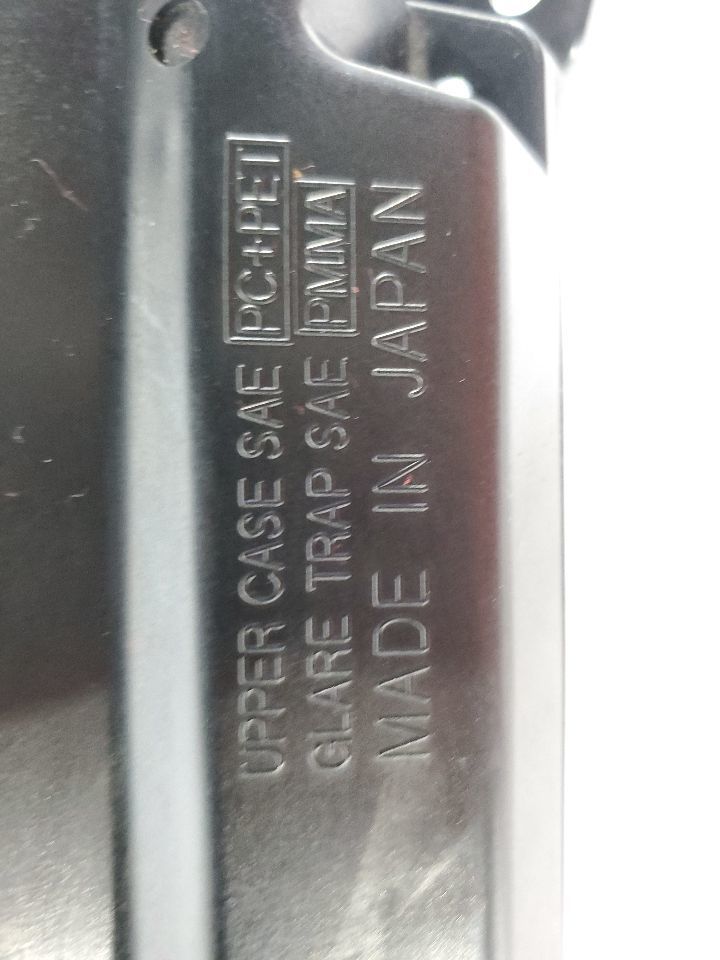 UPPER CASE SAE PC+PET
GLARE TRAP SAE PMMA
MADE IN JAPAN